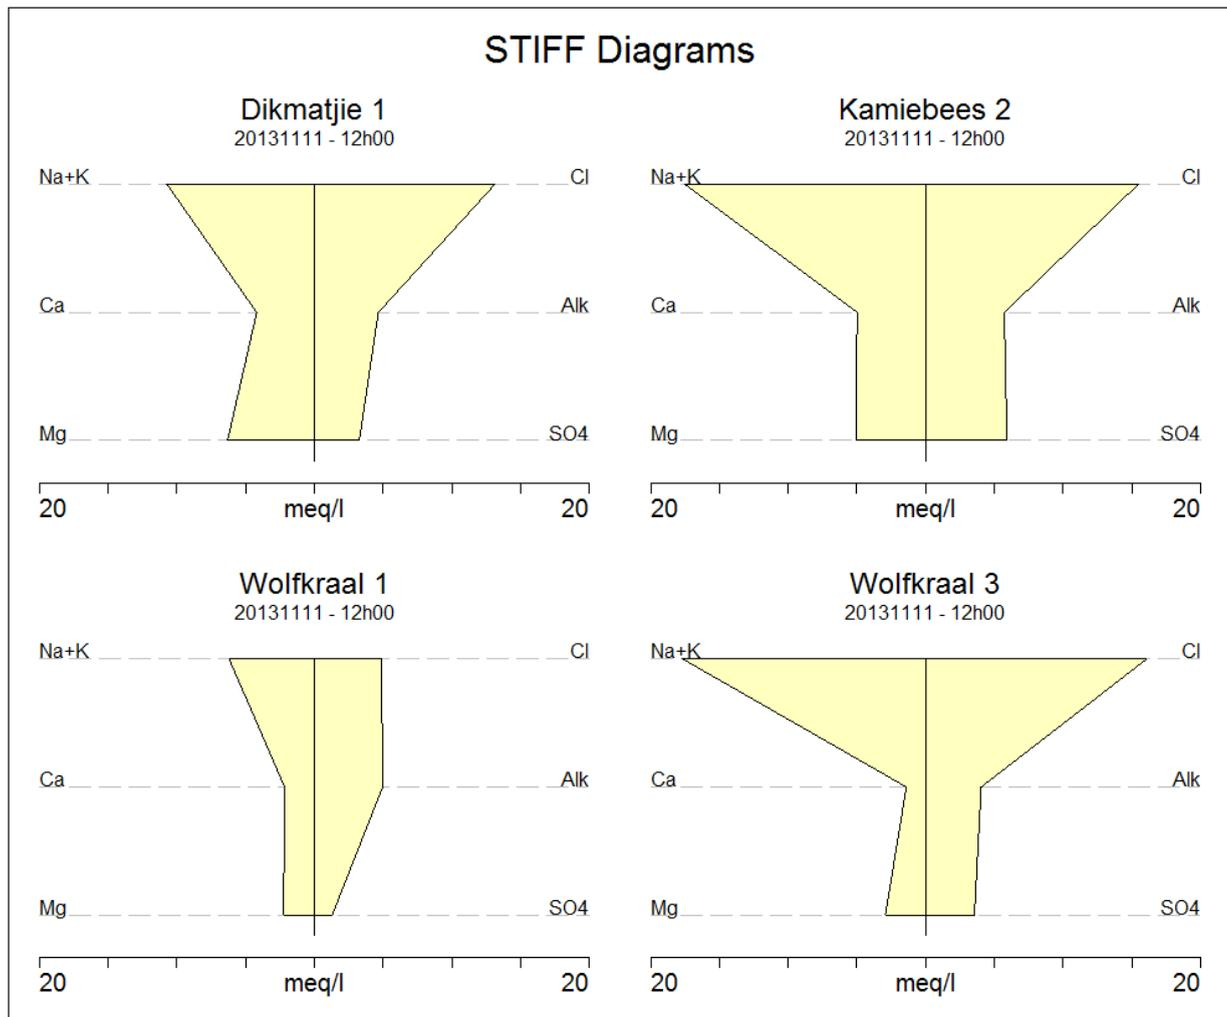 STIFF Diagrams
Dikmatjie 1
20131111 - 12h00
Na+K Cl
Ca Alk
Mg SO4
20 meq/l 20
Kamiebees 2
20131111 - 12h00
Na+K Cl
Ca Alk
Mg SO4
20 meq/l 20
Wolfkraal 1
20131111 - 12h00
Na+K Cl
Ca Alk
Mg SO4
20 meq/l 20
Wolfkraal 3
20131111 - 12h00
Na+K Cl
Ca Alk
Mg SO4
20 meq/l 20